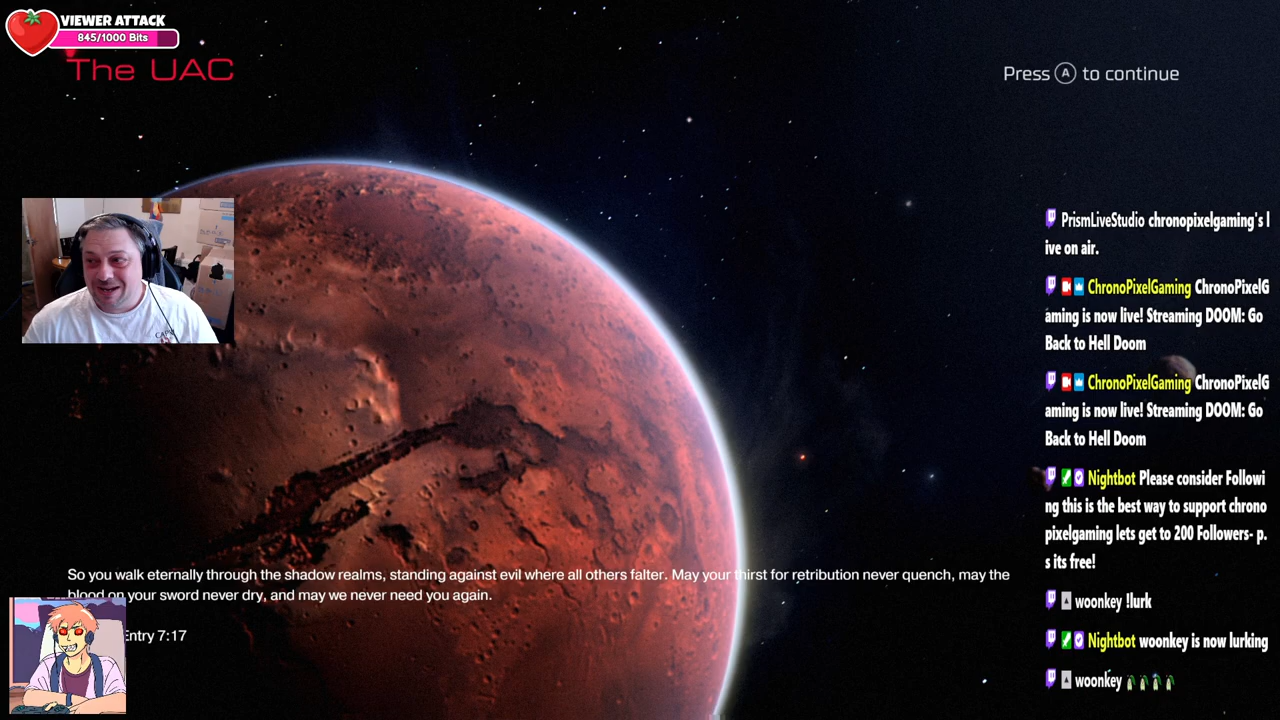 VIEWER ATTACK
845/1000 Bits
The UAC
Press A to continue
PrismLiveStudio chronopixelgaming's l
ive on air.
ChronoPixelGaming ChronoPixelG
aming is now live! Streaming DOOM: Go
Back to Hell Doom
ChronoPixelGaming ChronoPixelG
aming is now live! Streaming DOOM: Go
Back to Hell Doom
Nightbot Please consider Followi
ng this is the best way to support chrono
pixelgaming lets get to 200 Followers- p.
s its free!
woonkey !lurk
Nightbot woonkey is now lurking
woonkey
So you walk eternally through the shadow realms, standing against evil where all others falter. May your thirst for retribution never quench, may the
blood on your sword never dry, and may we never need you again.
Entry 7:17